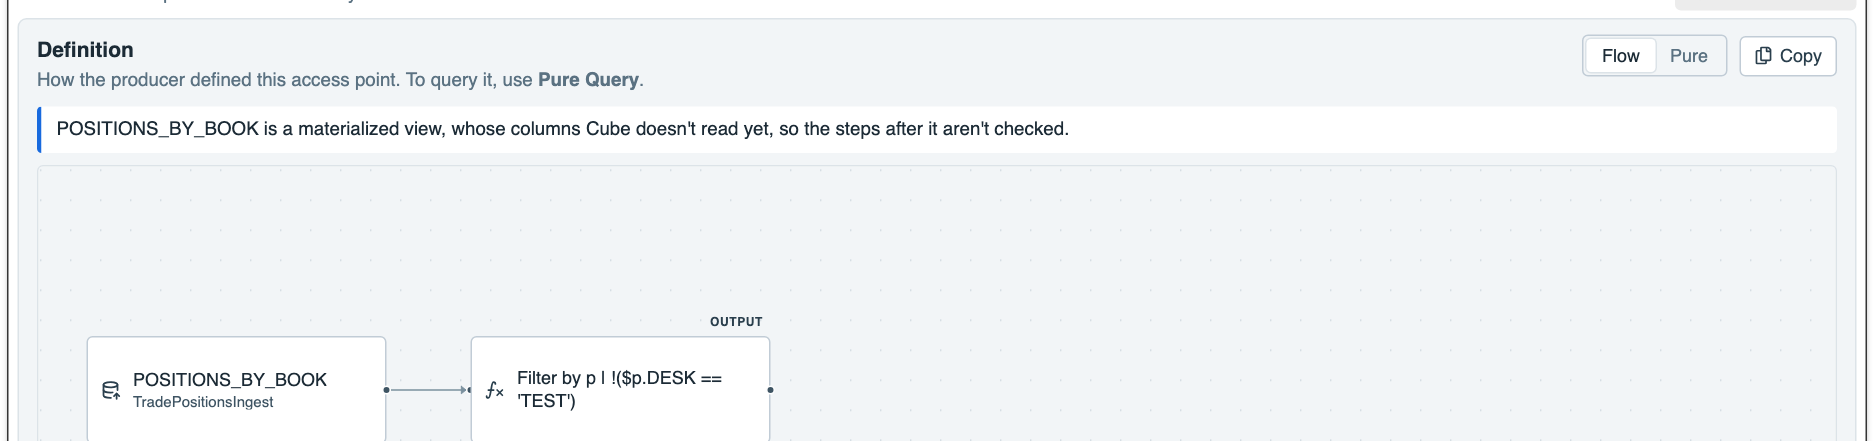 Definition
How the producer defined this access point. To query it, use Pure Query.
Flow
Pure
Copy
POSITIONS_BY_BOOK is a materialized view, whose columns Cube doesn't read yet, so the steps after it aren't checked.
OUTPUT
POSITIONS_BY_BOOK
TradePositionsIngest
Filter by p | !($p.DESK ==
'TEST')